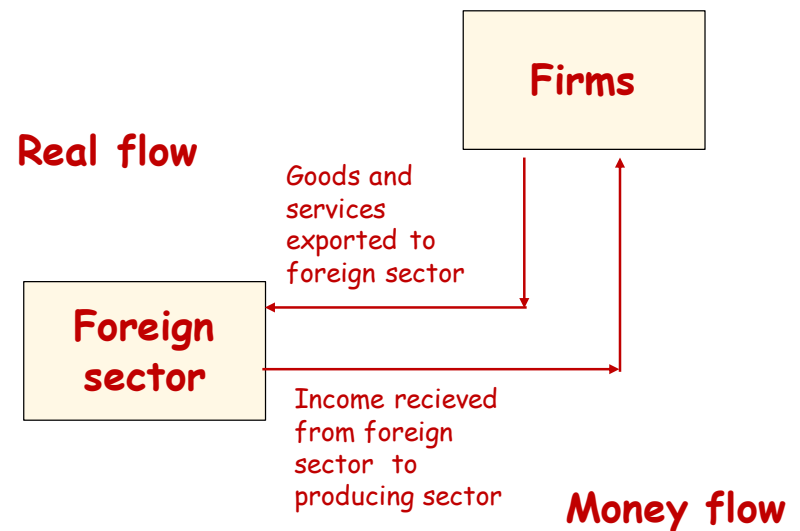 Firms
Real flow
Goods and
services
exported to
foreign sector
Foreign
sector
Income recieved
from foreign
sector to
producing sector
Money flow